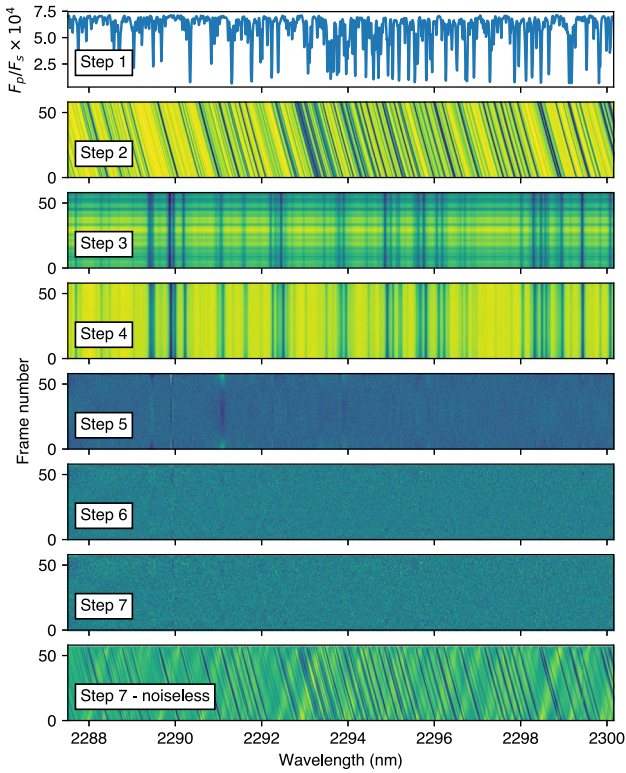 F_p/F_s × 10^4
7.5
5.0
2.5
Step 1
50
0
Step 2
50
0
Step 3
50
0
Step 4
Frame number
50
0
Step 5
50
0
Step 6
50
0
Step 7
50
0
Step 7 - noiseless
2288 2290 2292 2294 2296 2298 2300
Wavelength (nm)